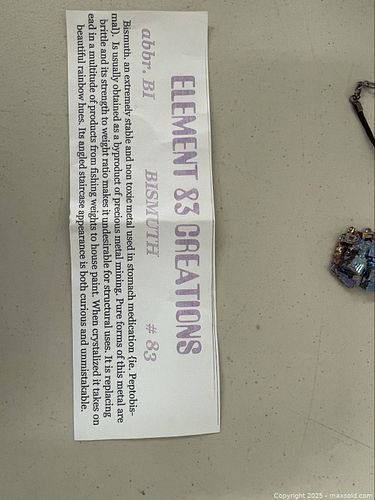 ELEMENT 83 CREATIONS
abbr. BI BISMUTH # 83
Bismuth, an extremely stable and non toxic metal used in stomach medication (ie. Peptobis-
mal). Is usually obtained as a byproduct of precious metal mining. Pure forms of this metal are
brittle and its strength to weight ratio makes it undesirable for structural uses. It is replacing
ead in a multitude of products from fishing weights to house paint. When crystalized it takes on
beautiful rainbow hues. Its angled staircase appearance is both curious and unmistakable.
Copyright 2025 - maxsold.com